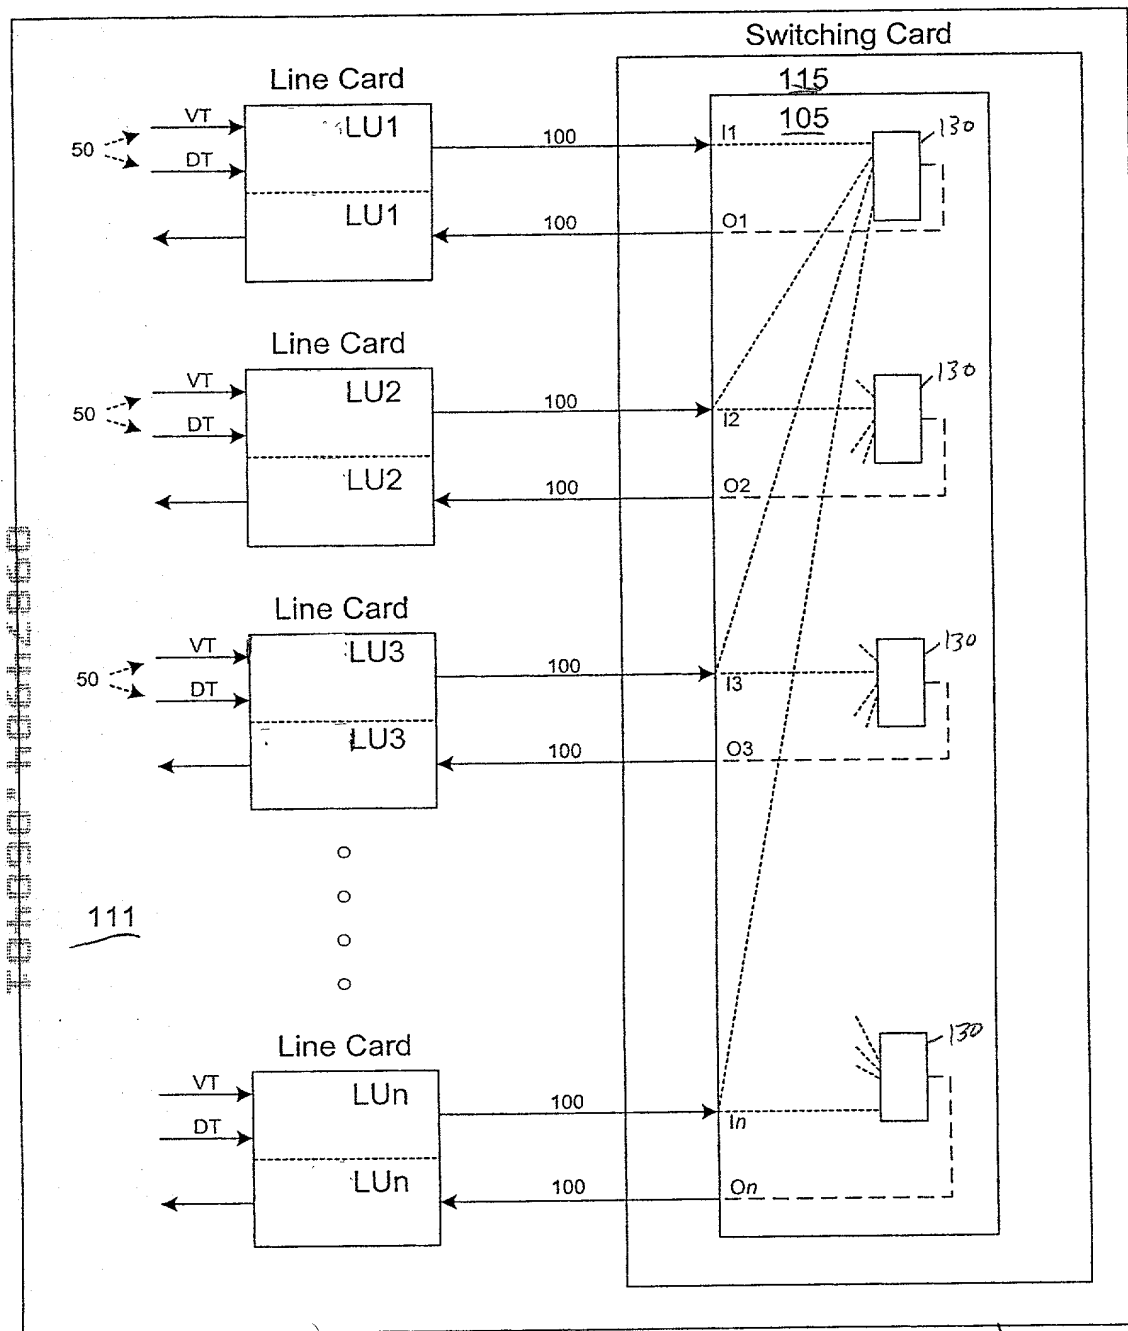 Switching Card
115
105
Line Card
VT
50
DT
LU1
LU1
100
100
I1
O1
130
Line Card
VT
50
DT
LU2
LU2
100
100
I2
O2
130
Line Card
VT
50
DT
LU3
LU3
100
100
I3
O3
130
111
Line Card
VT
DT
LUn
LUn
100
100
In
On
130